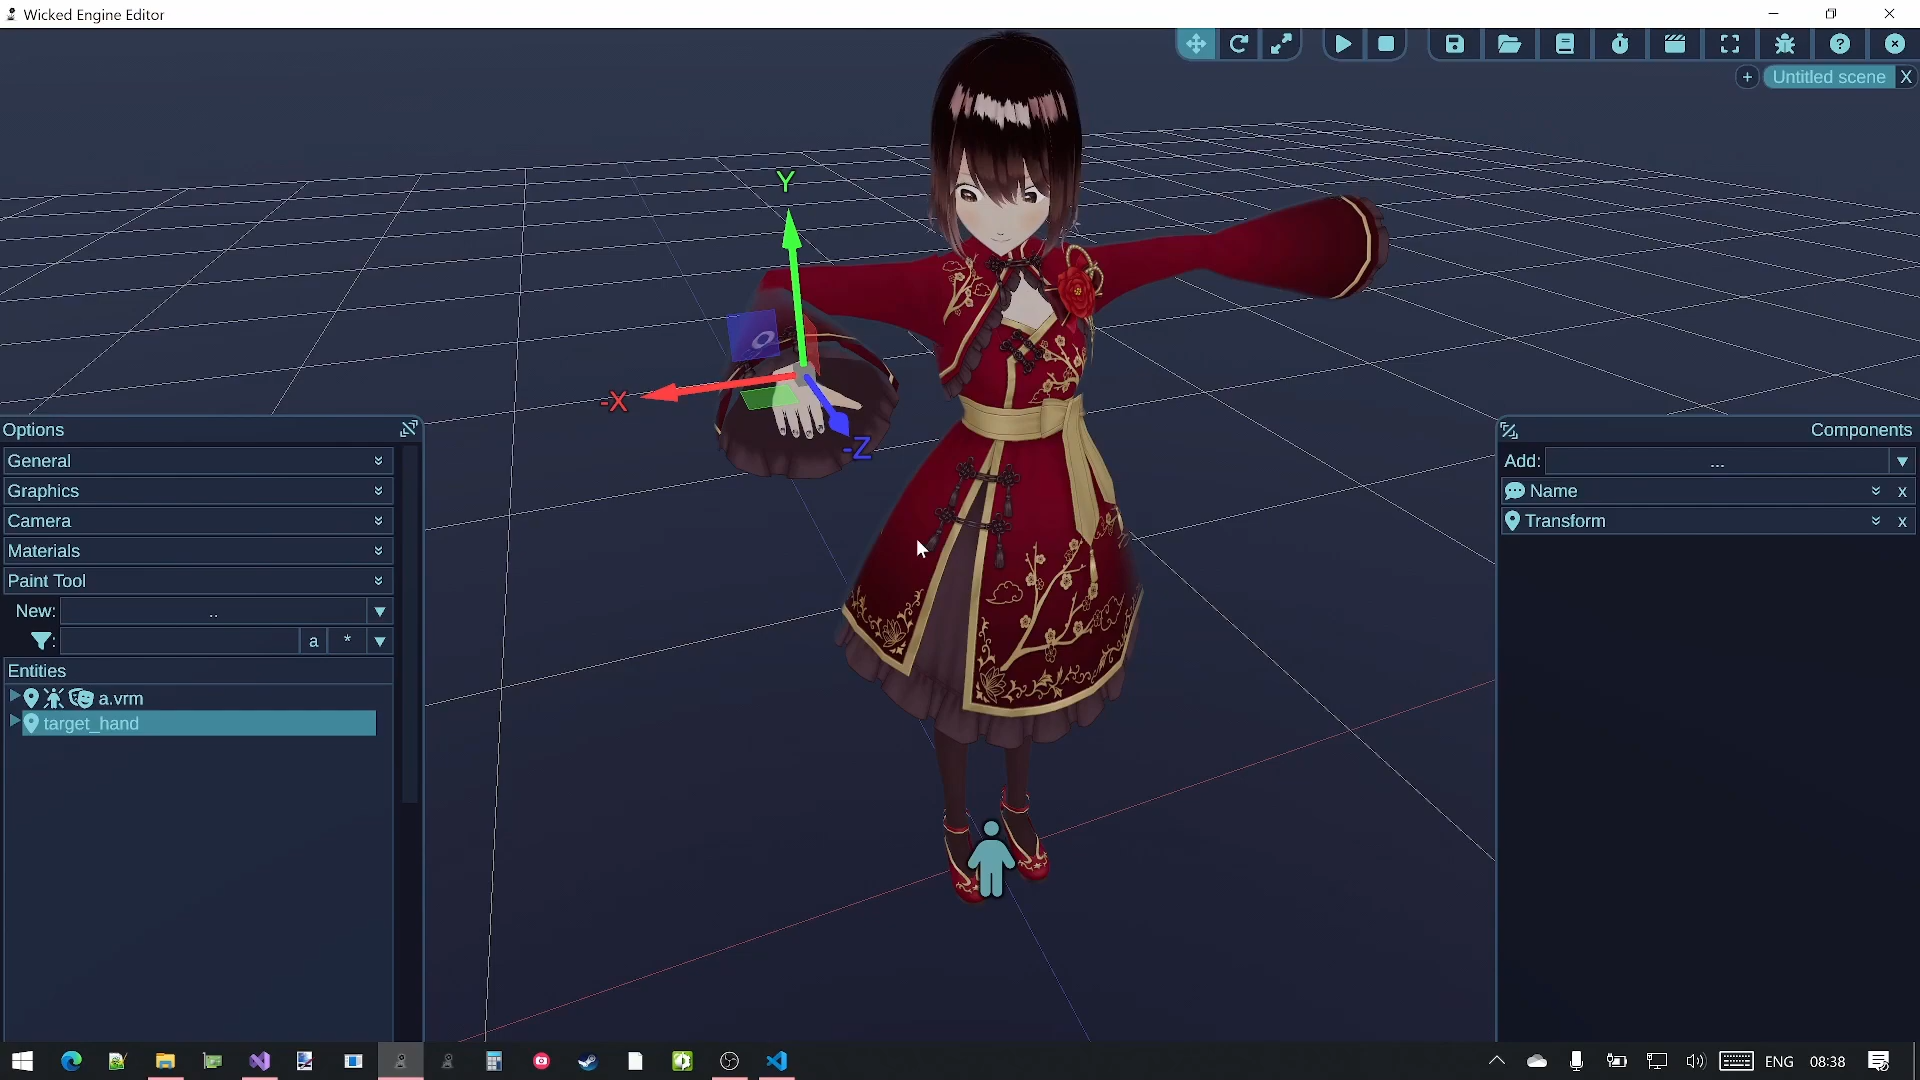 Wicked Engine Editor
+ Untitled scene X
Y
-X
-Z
Options
General
Graphics
Camera
Materials
Paint Tool
New: ..
: a *
Entities
a.vrm
target_hand
Components
Add: ...
Name x
Transform x
ENG 08:38